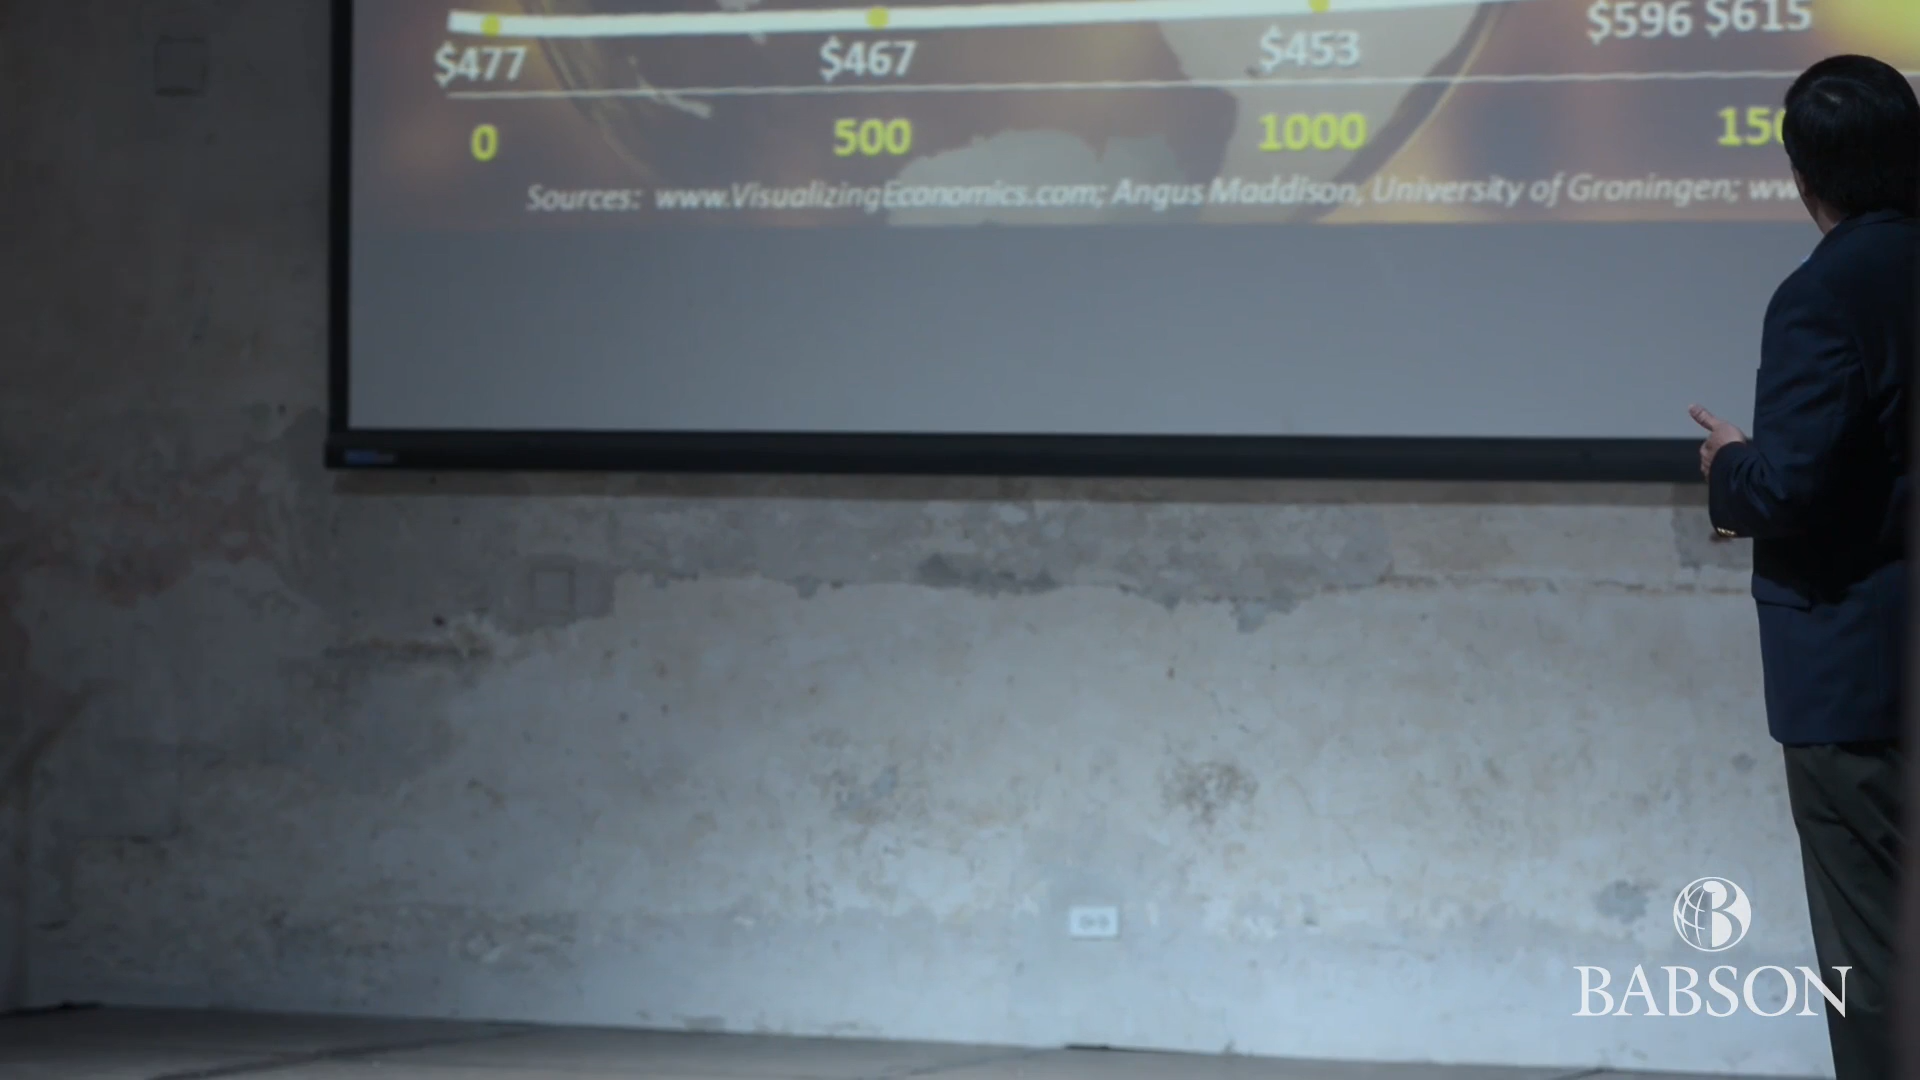 $477 $467 $453 $596 $615
0 500 1000
Sources: www.VisualizingEconomics.com; Angus Maddison, University of Groningen;
BABSON